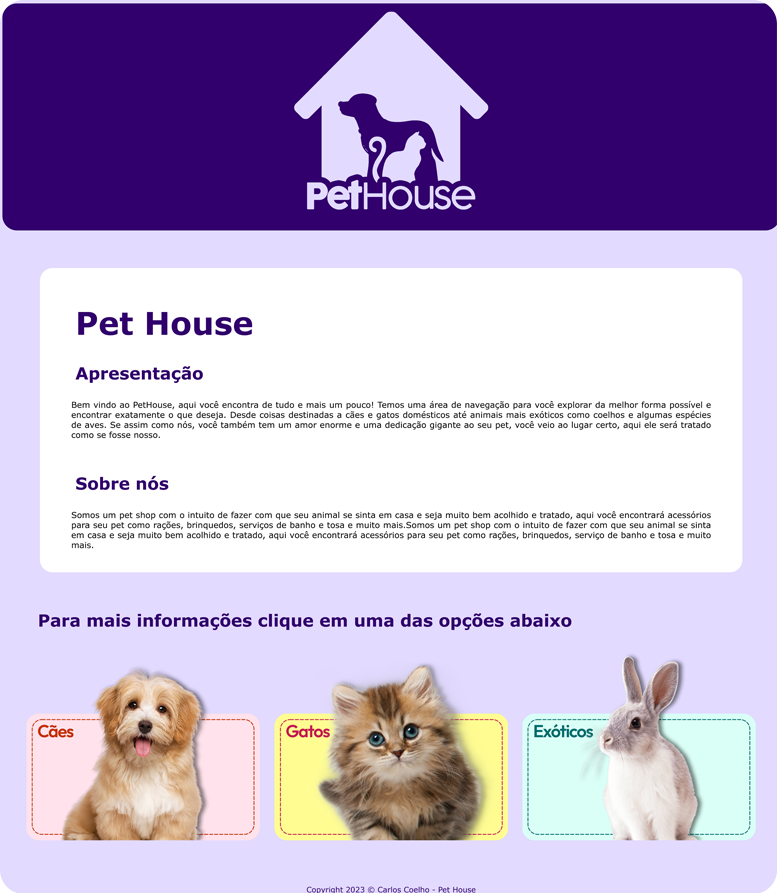 PetHouse
Pet House
Apresentação
Bem vindo ao PetHouse, aqui você encontra de tudo e mais um pouco! Temos uma área de navegação para você explorar da melhor forma possível e
encontrar exatamente o que deseja. Desde coisas destinadas a cães e gatos domésticos até animais mais exóticos como coelhos e algumas espécies
de aves. Se assim como nós, você também tem um amor enorme e uma dedicação gigante ao seu pet, você veio ao lugar certo, aqui ele será tratado
como se fosse nosso.
Sobre nós
Somos um pet shop com o intuito de fazer com que seu animal se sinta em casa e seja muito bem acolhido e tratado, aqui você encontrará acessórios
para seu pet como rações, brinquedos, serviços de banho e tosa e muito mais.Somos um pet shop com o intuito de fazer com que seu animal se sinta
em casa e seja muito bem acolhido e tratado, aqui você encontrará acessórios para seu pet como rações, brinquedos, serviço de banho e tosa e muito
mais.
Para mais informações clique em uma das opções abaixo
Cães
Gatos
Exóticos
Copyright 2023 © Carlos Coelho - Pet House